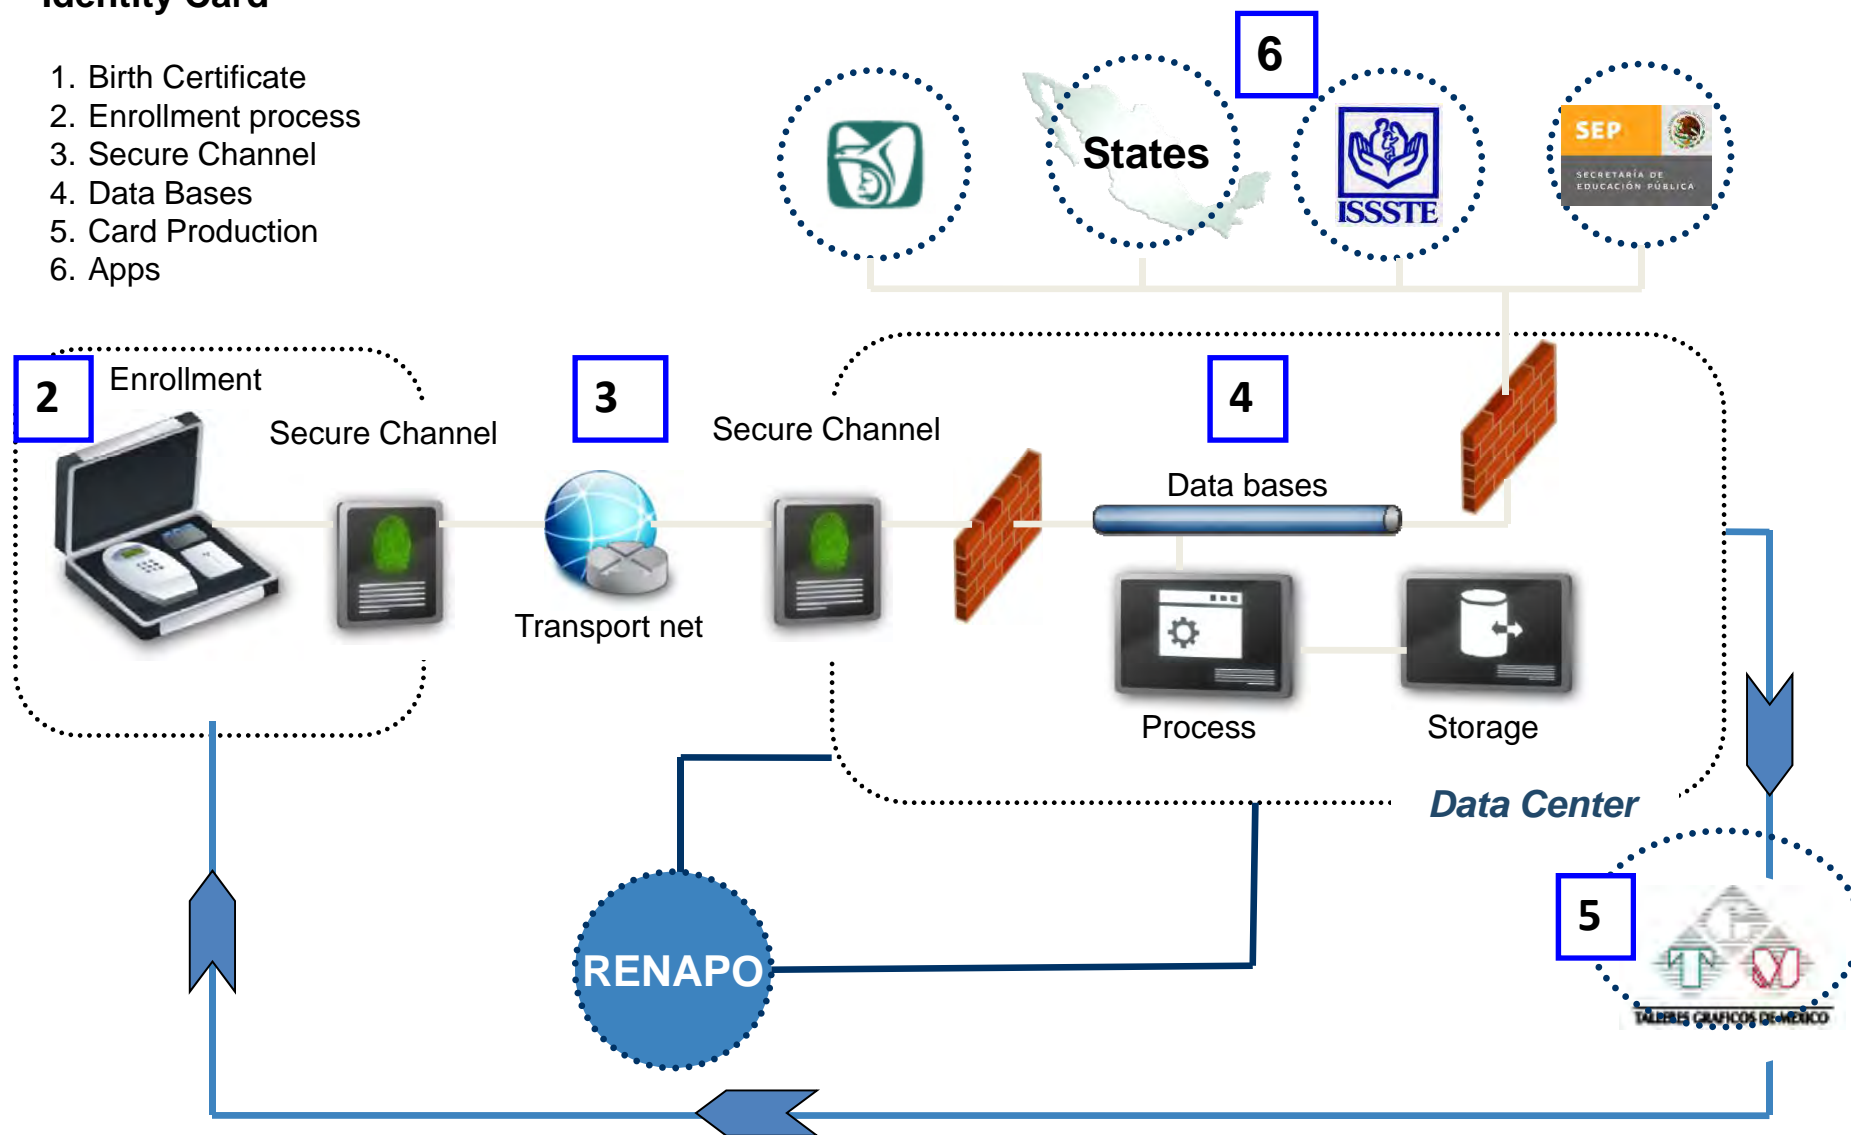 Identity Card
1. Birth Certificate
2. Enrollment process
3. Secure Channel
4. Data Bases
5. Card Production
6. Apps
6
States
ISSSTE
SEP
SECRETARÍA DE
EDUCACIÓN PÚBLICA
2
Enrollment
3
4
Secure Channel
Secure Channel
Data bases
Transport net
Process
Storage
Data Center
5
RENAPO
TALLERES GRAFICOS DE MEXICO